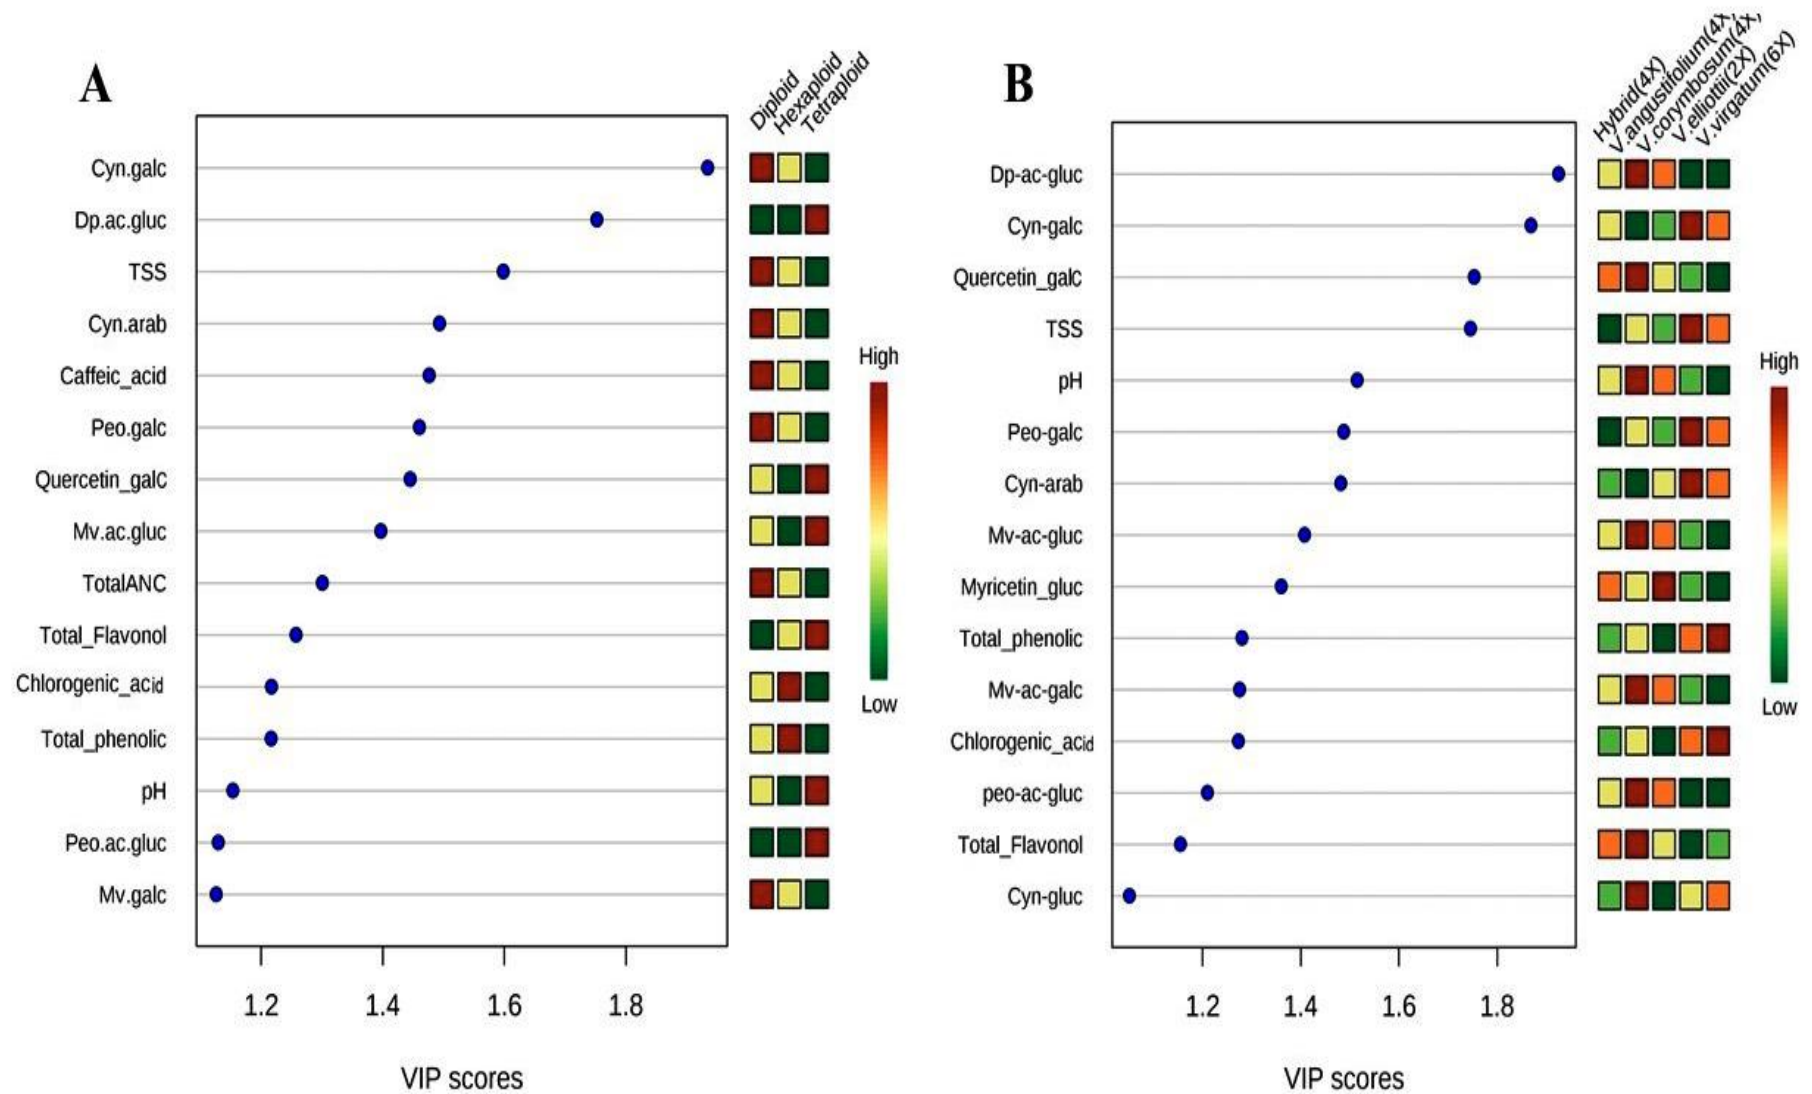 A
Diploid
Hexaploid
Tetraploid
Cyn.galc
Dp.ac.gluc
TSS
Cyn.arab
Caffeic_acid
Peo.galc
Quercetin_galc
Mv.ac.gluc
TotalANC
Total_Flavonol
Chlorogenic_acid
Total_phenolic
pH
Peo.ac.gluc
Mv.galc
High
Low
1.2 1.4 1.6 1.8
VIP scores
B
Hybrid(4X)
V.angustifolium(4X)
V.corymbosum(4X)
V.elliottii(2X)
V.virgatum(6X)
Dp-ac-gluc
Cyn-galc
Quercetin_galc
TSS
pH
Peo-galc
Cyn-arab
Mv-ac-gluc
Myricetin_gluc
Total_phenolic
Mv-ac-galc
Chlorogenic_acid
peo-ac-gluc
Total_Flavonol
Cyn-gluc
High
Low
1.2 1.4 1.6 1.8
VIP scores